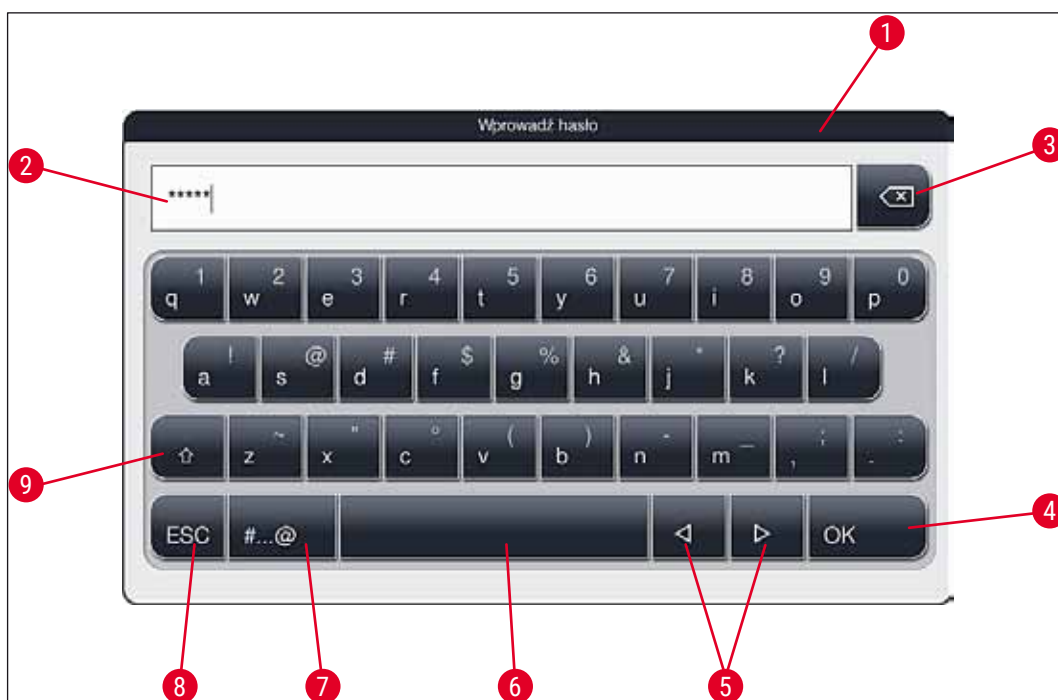 1
Wprowadź hasło
2
*****
3
1 2 3 4 5 6 7 8 9 0
q w e r t y u i o p
! @ # $ % & * ? /
a s d f g h j k l
~ " ° ( ) - _ ; :
z x c v b n m , .
9
ESC #...@ OK
4
8 7 6 5